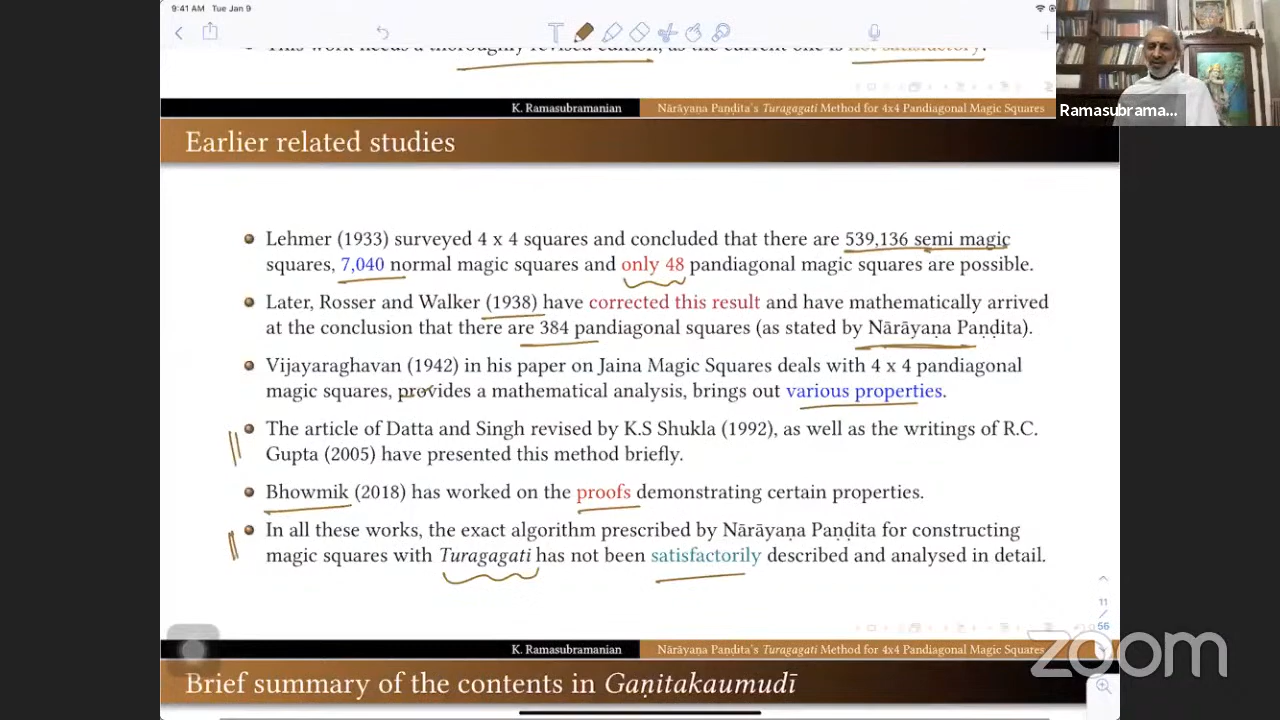 9:41 AM Tue Jan 9
This work needs a thoroughly revised edition, as the current one is not satisfactory.
K. Ramasubramanian Nārāyaṇa Paṇḍita's Turagagati Method for 4x4 Pandiagonal Magic Squares
Ramasubrama...
Earlier related studies
Lehmer (1933) surveyed 4 x 4 squares and concluded that there are 539,136 semi magic
squares, 7,040 normal magic squares and only 48 pandiagonal magic squares are possible.
Later, Rosser and Walker (1938) have corrected this result and have mathematically arrived
at the conclusion that there are 384 pandiagonal squares (as stated by Nārāyaṇa Paṇḍita).
Vijayaraghavan (1942) in his paper on Jaina Magic Squares deals with 4 x 4 pandiagonal
magic squares, provides a mathematical analysis, brings out various properties.
The article of Datta and Singh revised by K.S Shukla (1992), as well as the writings of R.C.
Gupta (2005) have presented this method briefly.
Bhowmik (2018) has worked on the proofs demonstrating certain properties.
In all these works, the exact algorithm prescribed by Nārāyaṇa Paṇḍita for constructing
magic squares with Turagagati has not been satisfactorily described and analysed in detail.
11
/
56
K. Ramasubramanian Nārāyaṇa Paṇḍita's Turagagati Method for 4x4 Pandiagonal Magic Squares
zoom
Brief summary of the contents in Gaṇitakaumudī